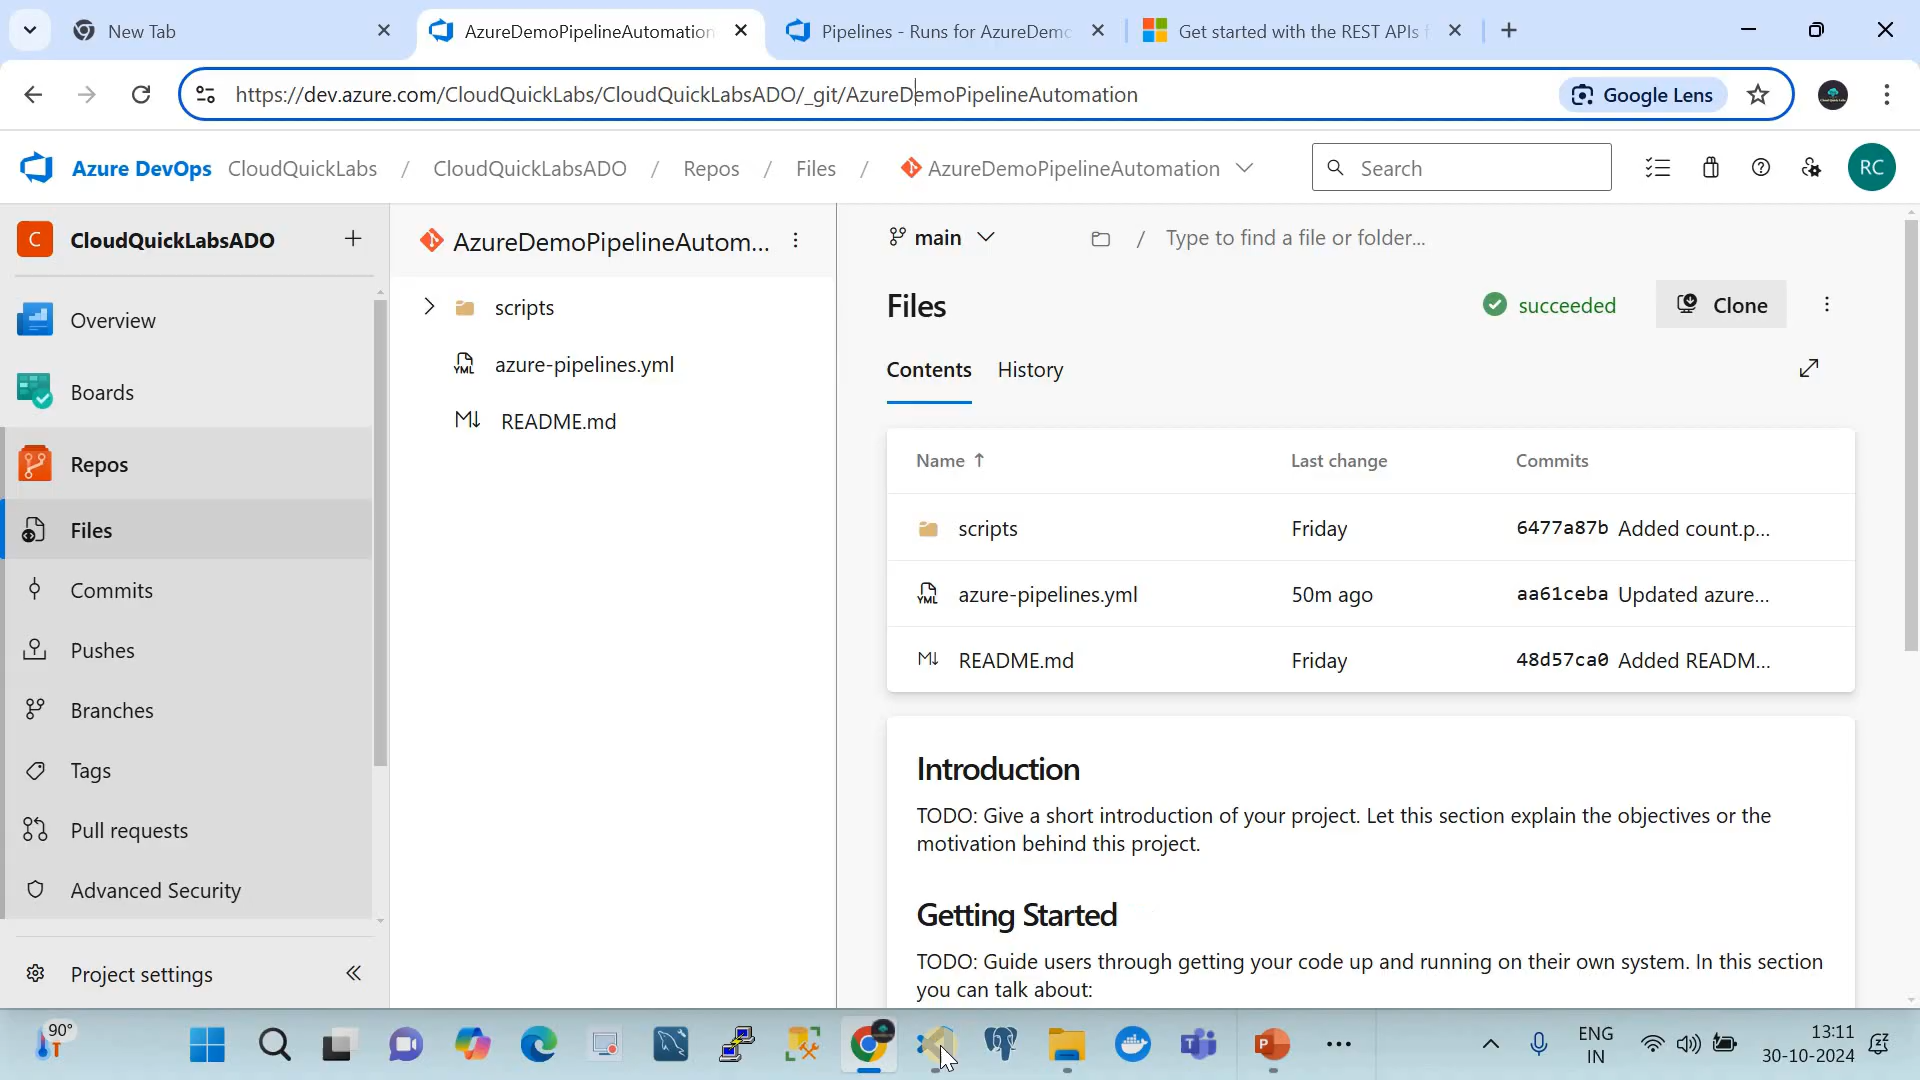 New Tab
AzureDemoPipelineAutomation
Pipelines - Runs for AzureDemo
Get started with the REST APIs f
https://dev.azure.com/CloudQuickLabs/CloudQuickLabsADO/_git/AzureDemoPipelineAutomation
Google Lens
Azure DevOps CloudQuickLabs / CloudQuickLabsADO / Repos / Files / AzureDemoPipelineAutomation
Search
RC
C CloudQuickLabsADO
Overview
Boards
Repos
Files
Commits
Pushes
Branches
Tags
Pull requests
Advanced Security
Project settings
AzureDemoPipelineAutom...
scripts
YML azure-pipelines.yml
README.md
main
/ Type to find a file or folder...
Files
succeeded
Clone
Contents History
Name Last change Commits
scripts Friday 6477a87b Added count.p...
YML azure-pipelines.yml 50m ago aa61ceba Updated azure...
README.md Friday 48d57ca0 Added READM...
Introduction
TODO: Give a short introduction of your project. Let this section explain the objectives or the
motivation behind this project.
Getting Started
TODO: Guide users through getting your code up and running on their own system. In this section
you can talk about:
90°
ENG
IN
13:11
30-10-2024